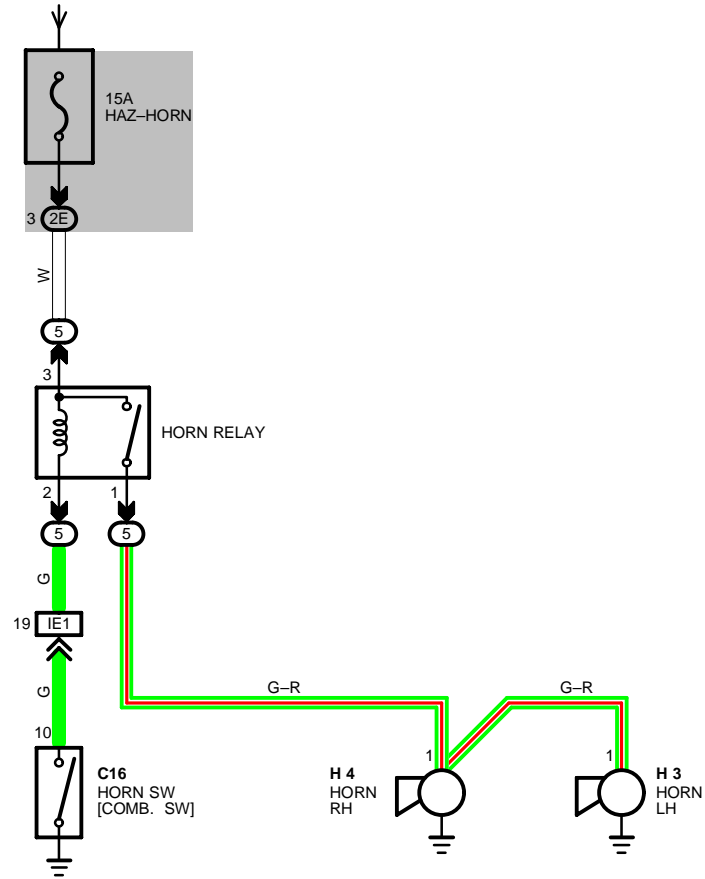 15A
HAZ–HORN
3 2E
W
5
3
HORN RELAY
2 1
5 5
G
19 IE1
G
G–R G–R
10 1 1
C16
HORN SW
[COMB. SW]
H 4
HORN
RH
H 3
HORN
LH